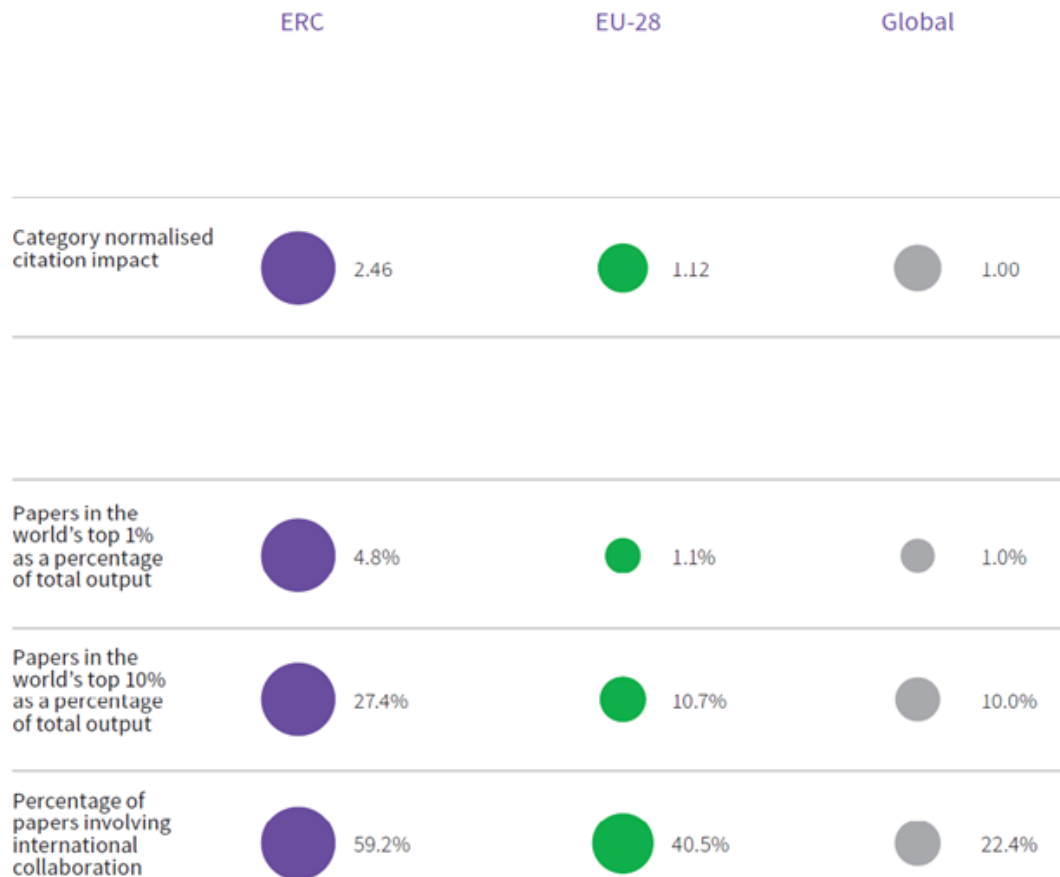 ERC EU-28 Global
Category normalised
citation impact
2.46 1.12 1.00
Papers in the
world's top 1%
as a percentage
of total output
4.8% 1.1% 1.0%
Papers in the
world's top 10%
as a percentage
of total output
27.4% 10.7% 10.0%
Percentage of
papers involving
international
collaboration
59.2% 40.5% 22.4%